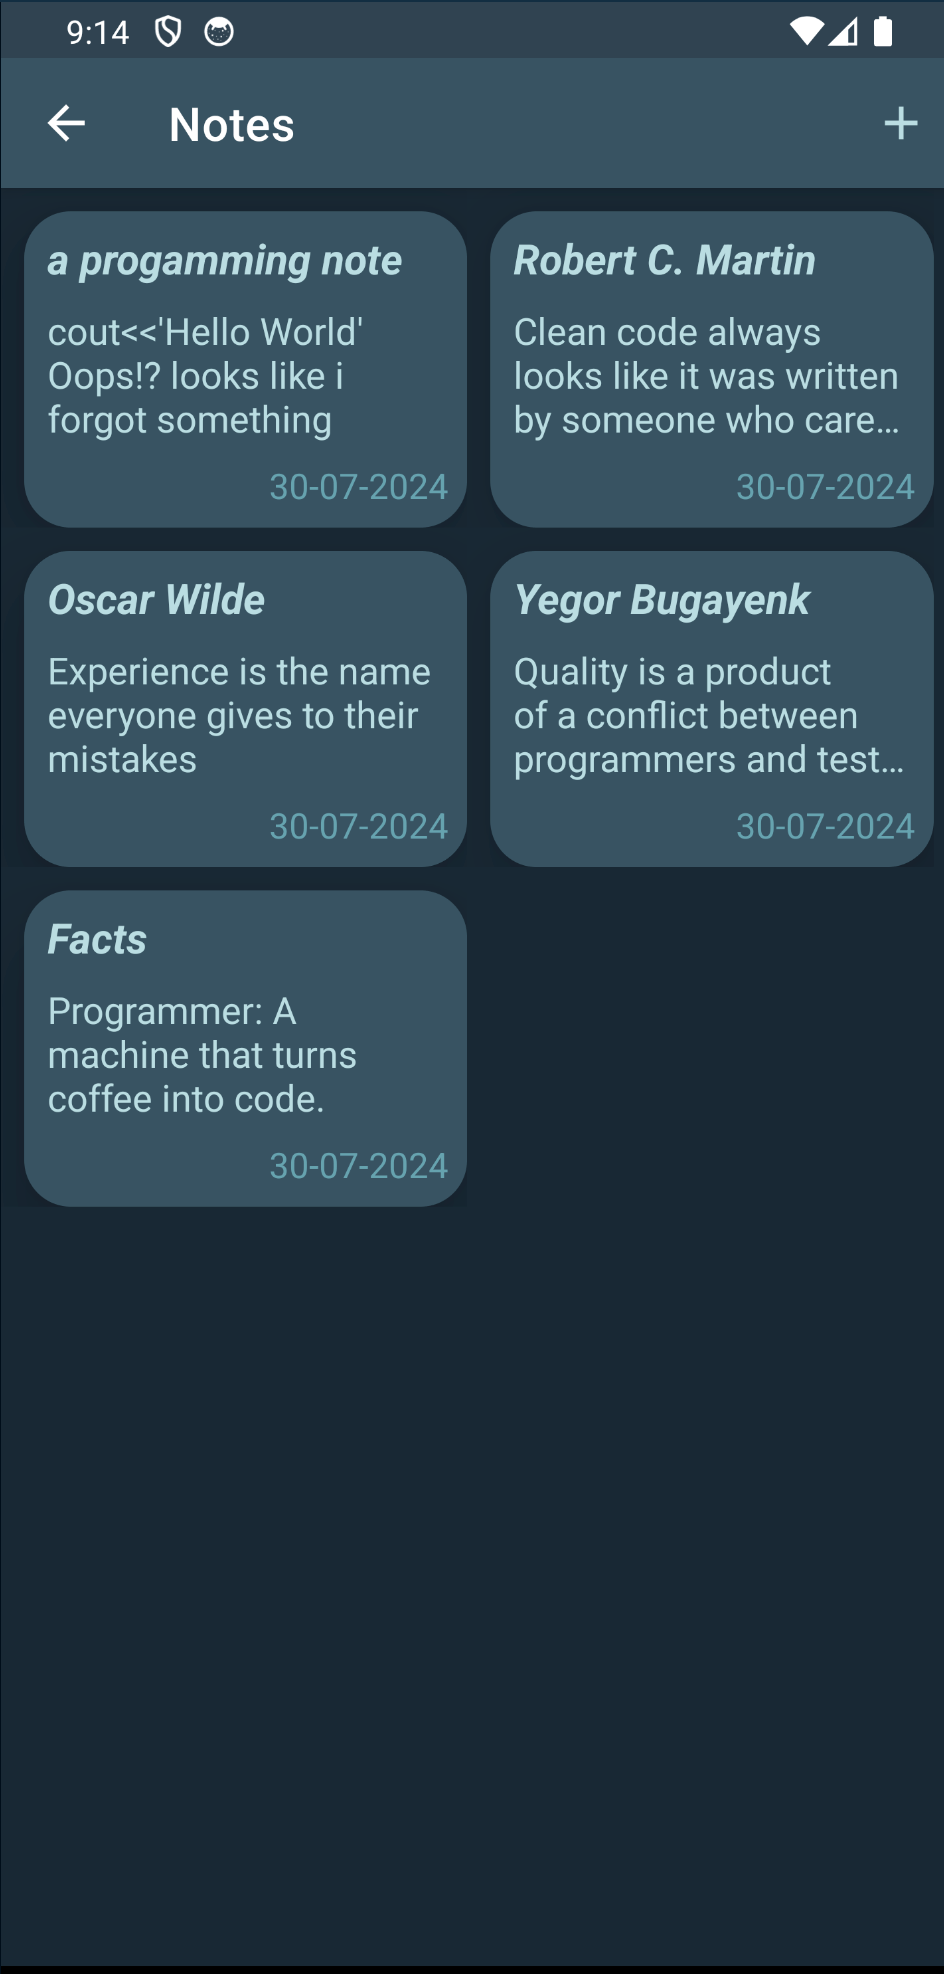 9:14
Notes
a progamming note
cout<<'Hello World'
Oops!? looks like i
forgot something
30-07-2024
Robert C. Martin
Clean code always
looks like it was written
by someone who care…
30-07-2024
Oscar Wilde
Experience is the name
everyone gives to their
mistakes
30-07-2024
Yegor Bugayenk
Quality is a product
of a conflict between
programmers and test…
30-07-2024
Facts
Programmer: A
machine that turns
coffee into code.
30-07-2024